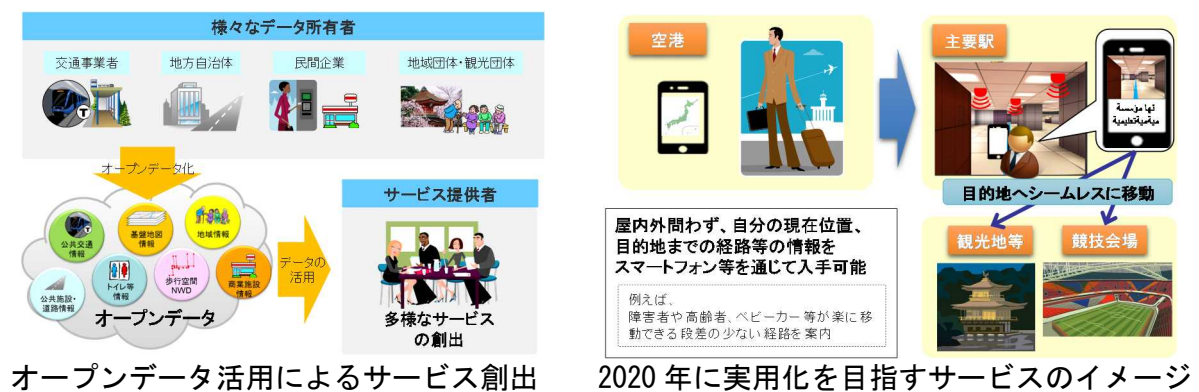 様々なデータ所有者
交通事業者
地方自治体
民間企業
地域団体・観光団体
T
オープンデータ化
公共交通
情報
基盤地図
情報
地域情報
公共施設・
道路情報
トイレ等
情報
歩行空間
NWD
商業施設
情報
オープンデータ
データの
活用
サービス提供者
多様なサービス
の創出
オープンデータ活用によるサービス創出
空港
主要駅
目的地へシームレスに移動
観光地等
競技会場
屋内外問わず、自分の現在位置、
目的地までの経路等の情報を
スマートフォン等を通じて入手可能
例えば、
障害者や高齢者、ベビーカー等が楽に移
動できる段差の少ない経路を案内
2020 年に実用化を目指すサービスのイメージ